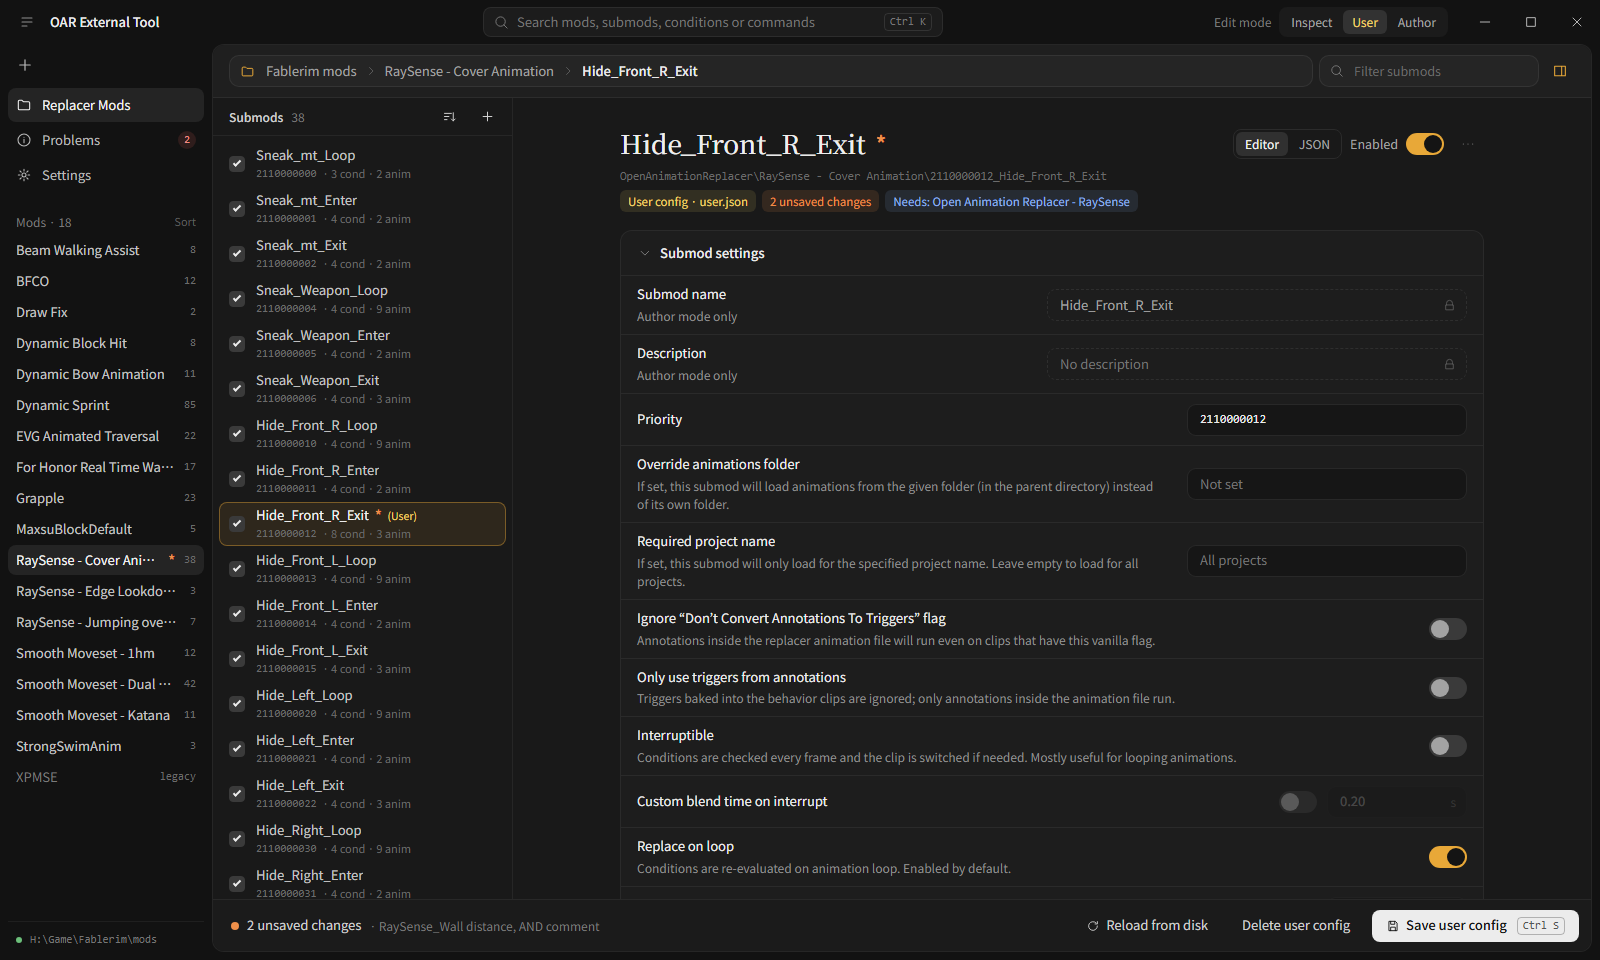 OAR External Tool
Search mods, submods, conditions or commands
Ctrl K
Edit mode
Inspect
User
Author
Replacer Mods
Problems
2
Settings
Mods · 18
Sort
Beam Walking Assist
8
BFCO
12
Draw Fix
2
Dynamic Block Hit
8
Dynamic Bow Animation
11
Dynamic Sprint
85
EVG Animated Traversal
22
For Honor Real Time Wa···
17
Grapple
23
MaxsuBlockDefault
5
RaySense - Cover Ani···
*
38
RaySense - Edge Lookdo···
3
RaySense - Jumping ove···
7
Smooth Moveset - 1hm
12
Smooth Moveset - Dual ···
42
Smooth Moveset - Katana
11
StrongSwimAnim
3
XPMSE
legacy
H:\Game\Fablerim\mods
Fablerim mods
RaySense - Cover Animation
Hide_Front_R_Exit
Filter submods
Submods 38
Sneak_mt_Loop
2110000000 · 3 cond · 2 anim
Sneak_mt_Enter
2110000001 · 4 cond · 2 anim
Sneak_mt_Exit
2110000002 · 4 cond · 2 anim
Sneak_Weapon_Loop
2110000004 · 4 cond · 9 anim
Sneak_Weapon_Enter
2110000005 · 4 cond · 2 anim
Sneak_Weapon_Exit
2110000006 · 4 cond · 3 anim
Hide_Front_R_Loop
2110000010 · 4 cond · 9 anim
Hide_Front_R_Enter
2110000011 · 4 cond · 2 anim
Hide_Front_R_Exit * (User)
2110000012 · 8 cond · 3 anim
Hide_Front_L_Loop
2110000013 · 4 cond · 9 anim
Hide_Front_L_Enter
2110000014 · 4 cond · 2 anim
Hide_Front_L_Exit
2110000015 · 4 cond · 3 anim
Hide_Left_Loop
2110000020 · 4 cond · 9 anim
Hide_Left_Enter
2110000021 · 4 cond · 2 anim
Hide_Left_Exit
2110000022 · 4 cond · 3 anim
Hide_Right_Loop
2110000030 · 4 cond · 9 anim
Hide_Right_Enter
2110000031 · 4 cond · 2 anim
Hide_Front_R_Exit *
Editor
JSON
Enabled
OpenAnimationReplacer\RaySense - Cover Animation\2110000012_Hide_Front_R_Exit
User config · user.json
2 unsaved changes
Needs: Open Animation Replacer - RaySense
Submod settings
Submod name
Author mode only
Hide_Front_R_Exit
Description
Author mode only
No description
Priority
2110000012
Override animations folder
If set, this submod will load animations from the given folder (in the parent directory) instead
of its own folder.
Not set
Required project name
If set, this submod will only load for the specified project name. Leave empty to load for all
projects.
All projects
Ignore “Don’t Convert Annotations To Triggers” flag
Annotations inside the replacer animation file will run even on clips that have this vanilla flag.
Only use triggers from annotations
Triggers baked into the behavior clips are ignored; only annotations inside the animation file run.
Interruptible
Conditions are checked every frame and the clip is switched if needed. Mostly useful for looping animations.
Custom blend time on interrupt
0.20
s
Replace on loop
Conditions are re-evaluated on animation loop. Enabled by default.
2 unsaved changes · RaySense_Wall distance, AND comment
Reload from disk
Delete user config
Save user config
Ctrl S